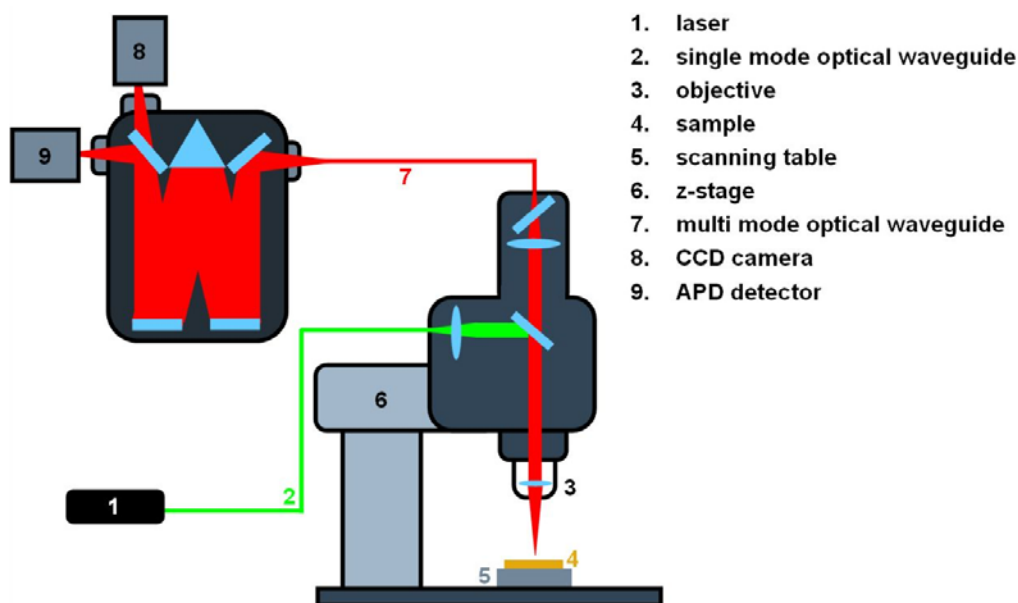 1. laser
2. single mode optical waveguide
3. objective
4. sample
5. scanning table
6. z-stage
7. multi mode optical waveguide
8. CCD camera
9. APD detector
8
9
7
6
3
2
1
4
5